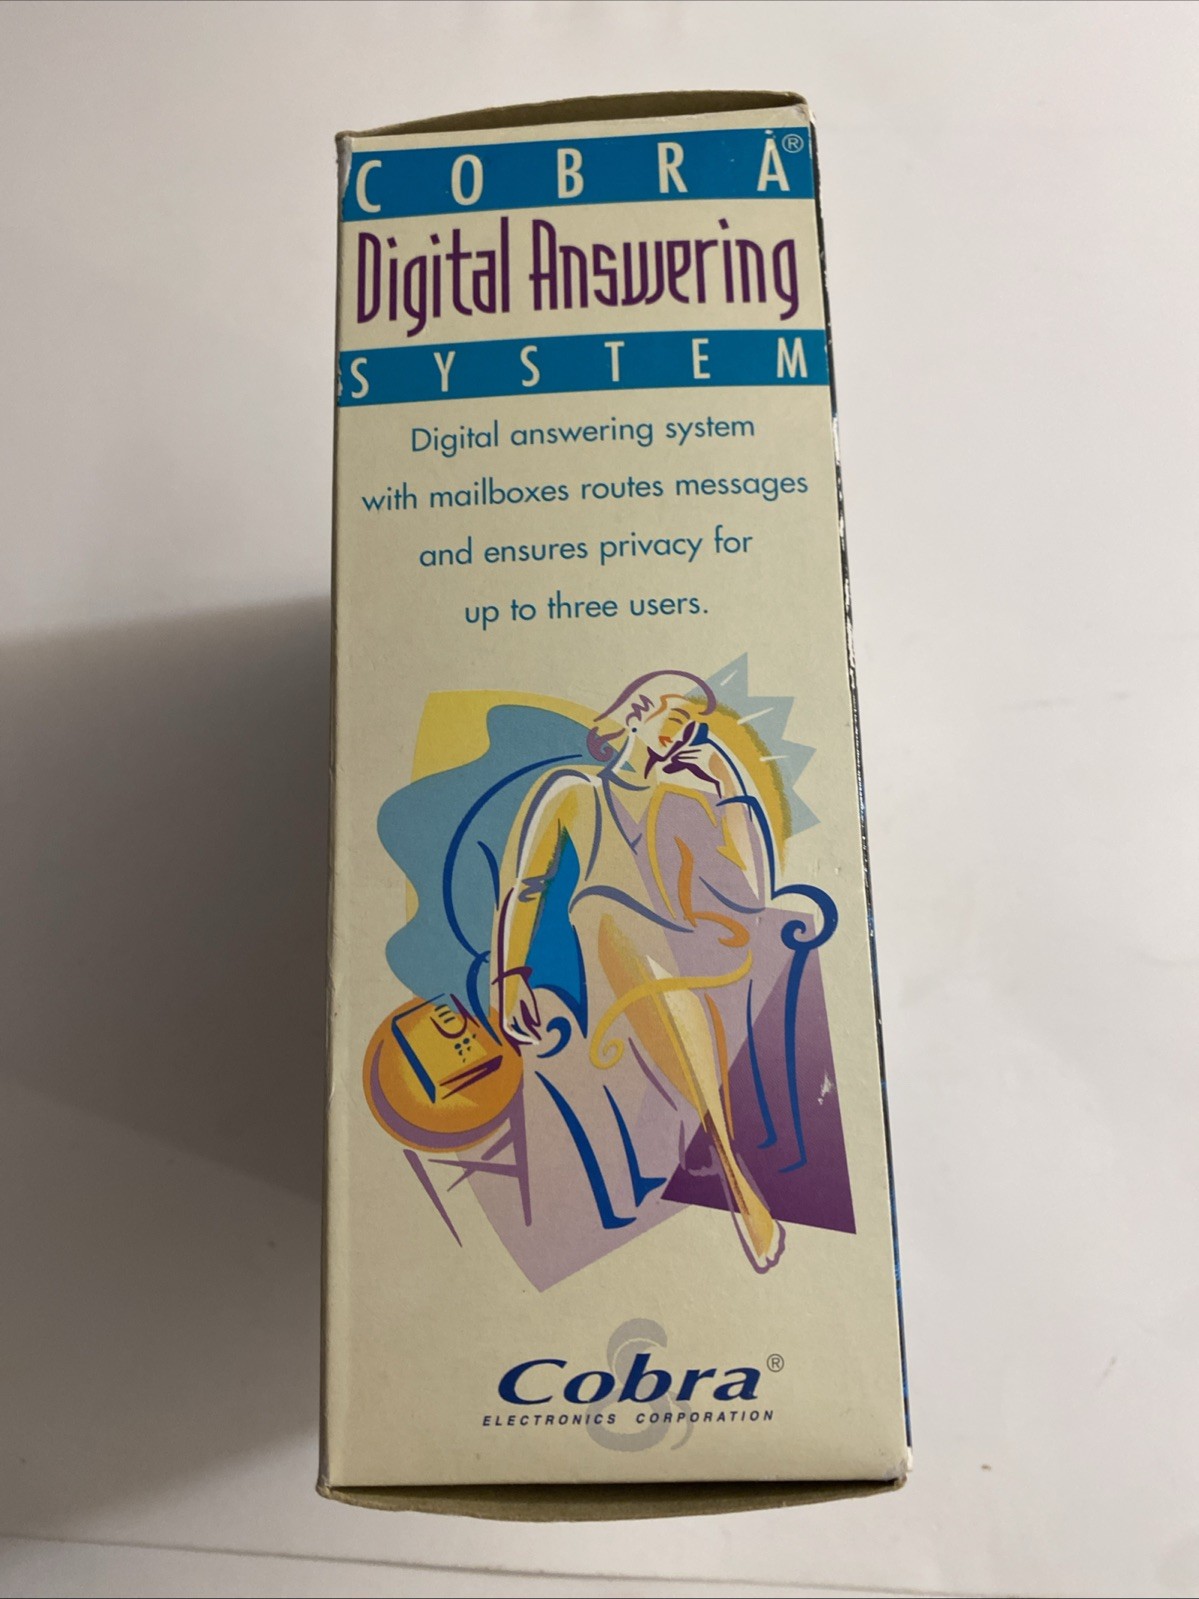 COBRA®
Digital Answering
SYSTEM
Digital answering system
with mailboxes routes messages
and ensures privacy for
up to three users.
Cobra®
ELECTRONICS CORPORATION